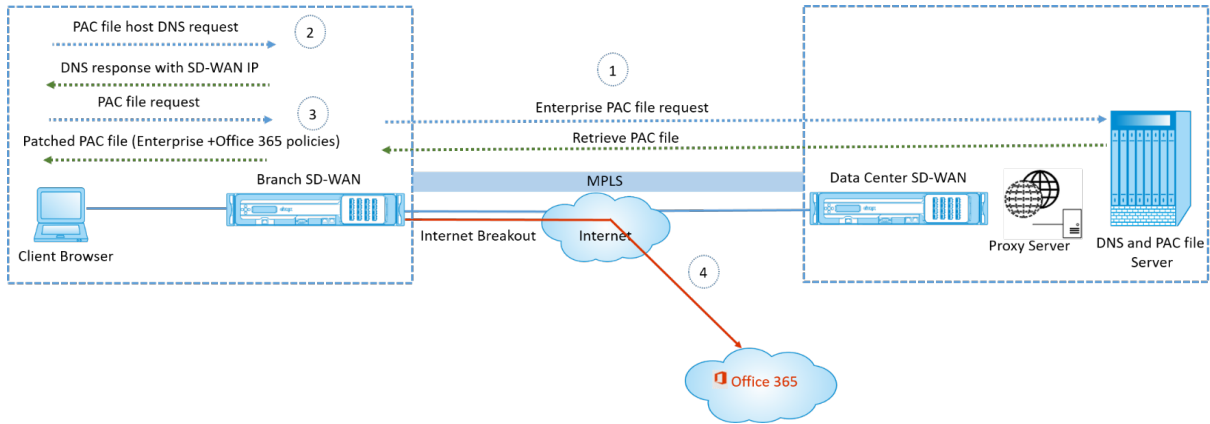 PAC file host DNS request
2
DNS response with SD-WAN IP
1
PAC file request
3
Enterprise PAC file request
Patched PAC file (Enterprise +Office 365 policies)
Retrieve PAC file
Branch SD-WAN
MPLS
Data Center SD-WAN
Client Browser
Internet Breakout
Internet
Proxy Server
DNS and PAC file
Server
4
Office 365